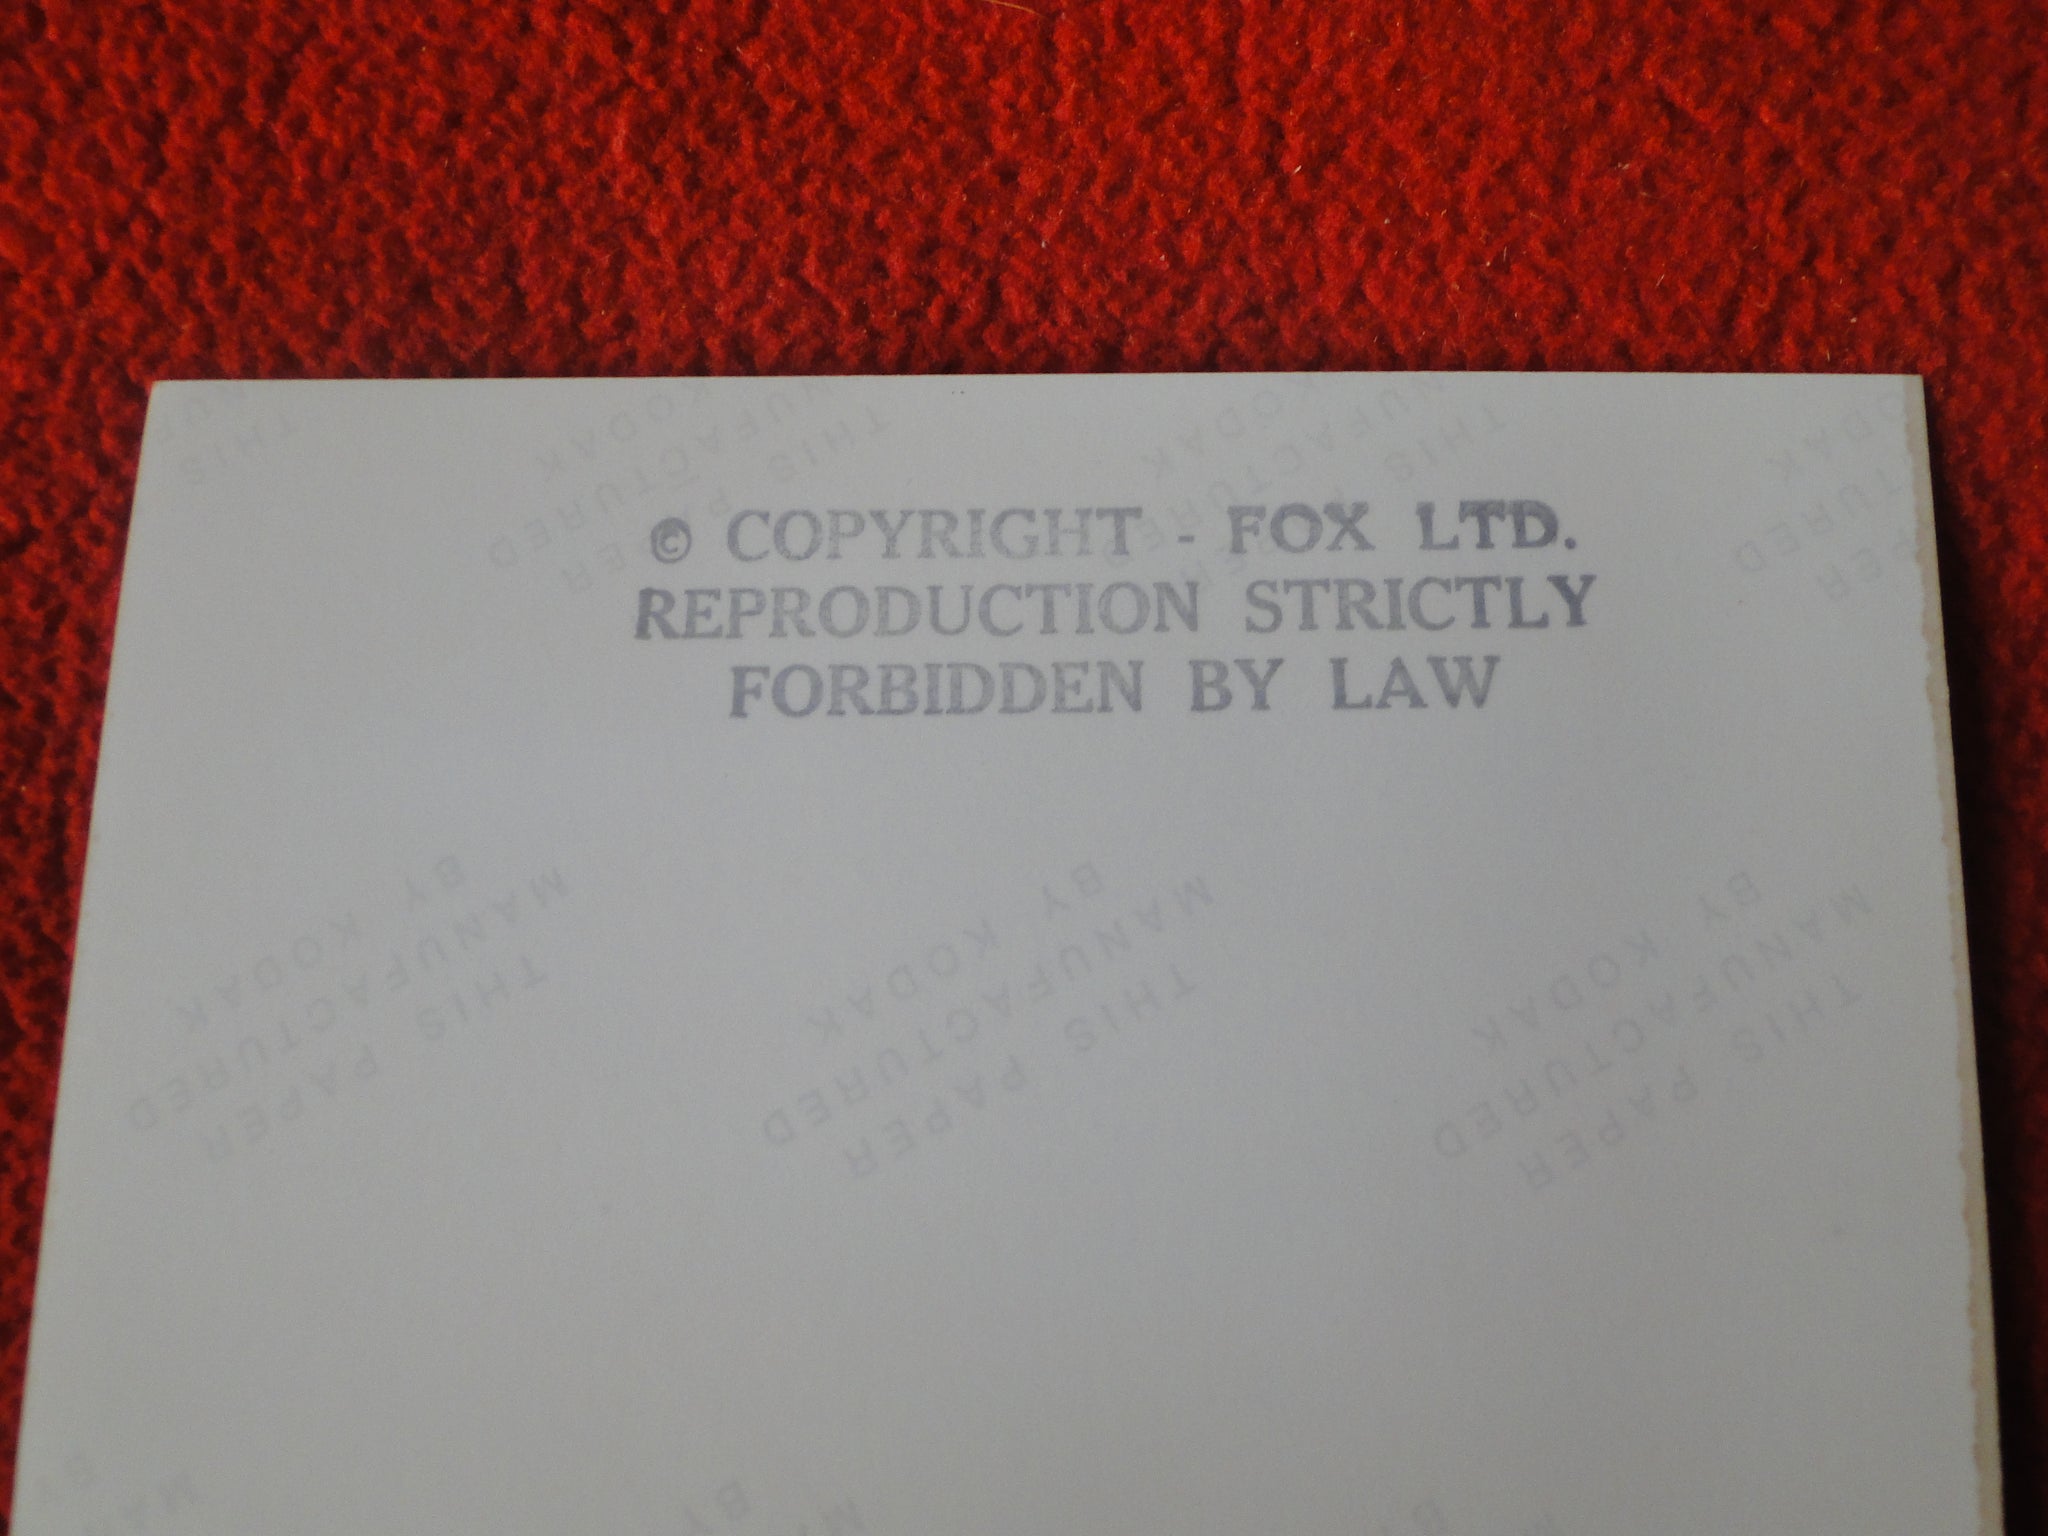 © COPYRIGHT - FOX LTD.
REPRODUCTION STRICTLY
FORBIDDEN BY LAW
THIS PAPER
MANUFACTURED
BY KODAK
THIS PAPER
MANUFACTURED
BY KODAK
THIS PAPER
MANUFACTURED
BY KODAK